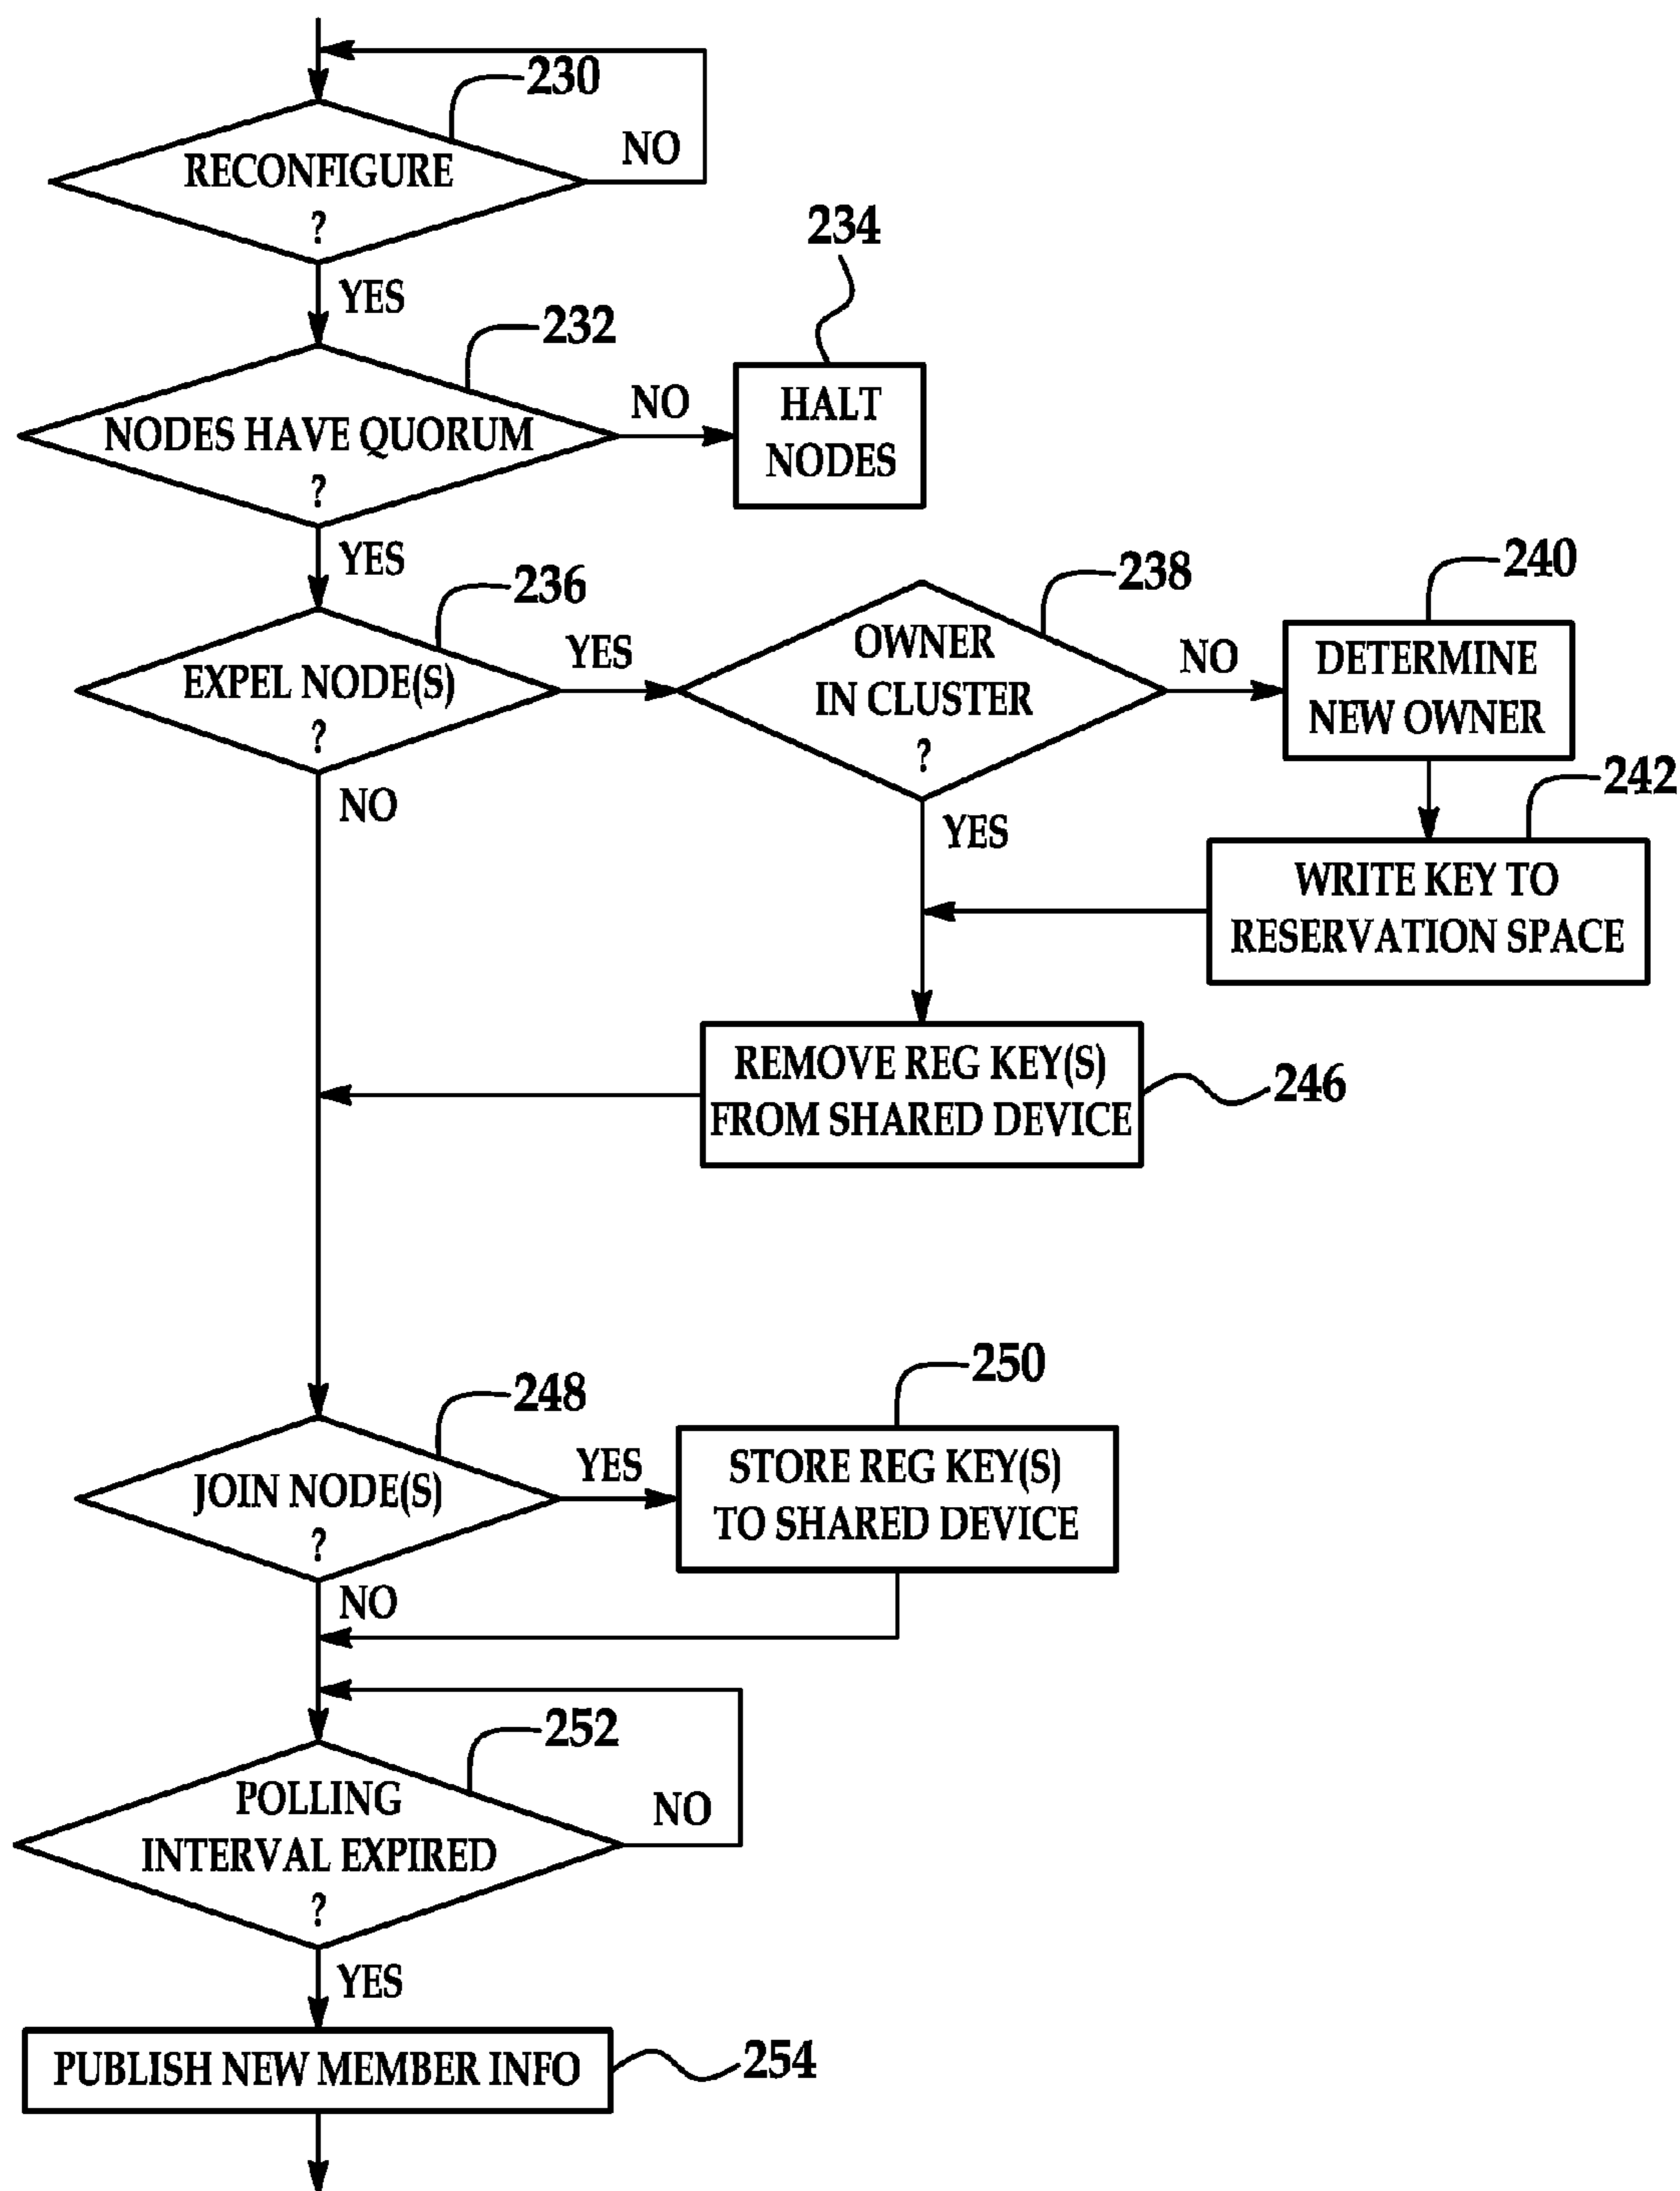 230
RECONFIGURE
?
NO
YES
234
232
NODES HAVE QUORUM
?
NO
HALT
NODES
YES
236
EXPEL NODE(S)
?
YES
NO
238
OWNER
IN CLUSTER
?
NO
YES
240
DETERMINE
NEW OWNER
242
WRITE KEY TO
RESERVATION SPACE
REMOVE REG KEY(S)
FROM SHARED DEVICE
246
248
JOIN NODE(S)
?
YES
NO
250
STORE REG KEY(S)
TO SHARED DEVICE
252
POLLING
INTERVAL EXPIRED
?
NO
YES
PUBLISH NEW MEMBER INFO
254